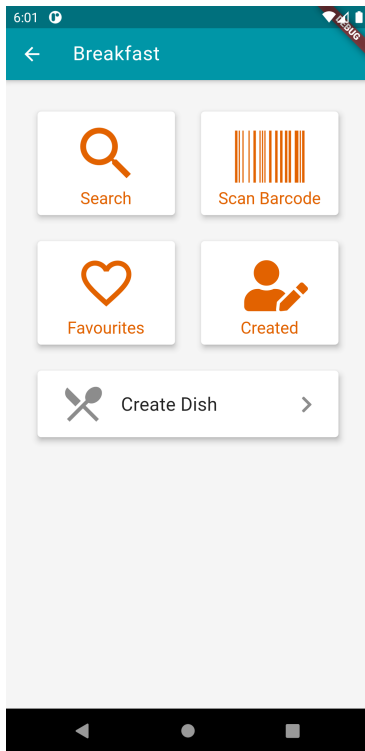 6:01
DEBUG
Breakfast
Search
Scan Barcode
Favourites
Created
Create Dish